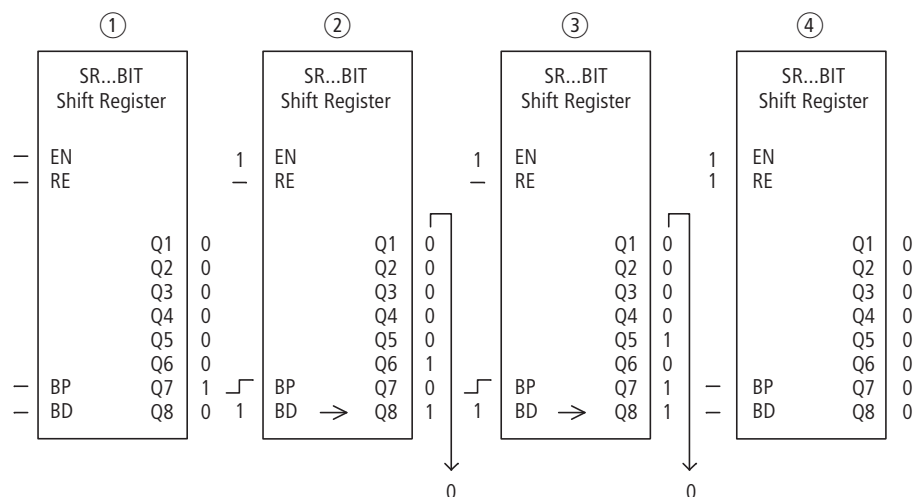 ① ② ③ ④
SR...BIT SR...BIT SR...BIT SR...BIT
Shift Register Shift Register Shift Register Shift Register
– EN 1 EN 1 EN 1 EN
– RE – RE – RE 1 RE
Q1 0 Q1 0 Q1 0 Q1 0
Q2 0 Q2 0 Q2 0 Q2 0
Q3 0 Q3 0 Q3 0 Q3 0
Q4 0 Q4 0 Q4 0 Q4 0
Q5 0 Q5 0 Q5 1 Q5 0
Q6 0 Q6 1 Q6 0 Q6 0
– BP Q7 1 BP Q7 0 BP Q7 1 – BP Q7 0
– BD Q8 0 1 BD → Q8 1 1 BD → Q8 1 – BD Q8 0
0 0